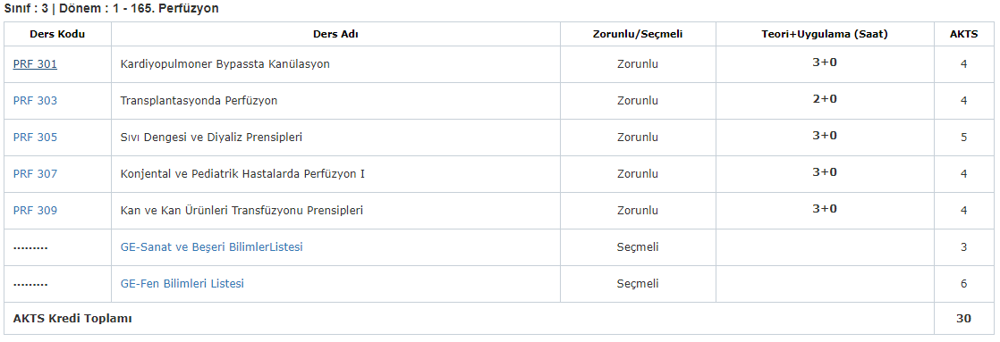 Sınıf : 3 | Dönem : 1 - 165. Perfüzyon
Ders Kodu Ders Adı Zorunlu/Seçmeli Teori+Uygulama (Saat) AKTS
PRF 301 Kardiyopulmoner Bypassta Kanülasyon Zorunlu 3+0 4
PRF 303 Transplantasyonda Perfüzyon Zorunlu 2+0 4
PRF 305 Sıvı Dengesi ve Diyaliz Prensipleri Zorunlu 3+0 5
PRF 307 Konjental ve Pediatrik Hastalarda Perfüzyon I Zorunlu 3+0 4
PRF 309 Kan ve Kan Ürünleri Transfüzyonu Prensipleri Zorunlu 3+0 4
......... GE-Sanat ve Beşeri BilimlerListesi Seçmeli 3
......... GE-Fen Bilimleri Listesi Seçmeli 6
AKTS Kredi Toplamı 30